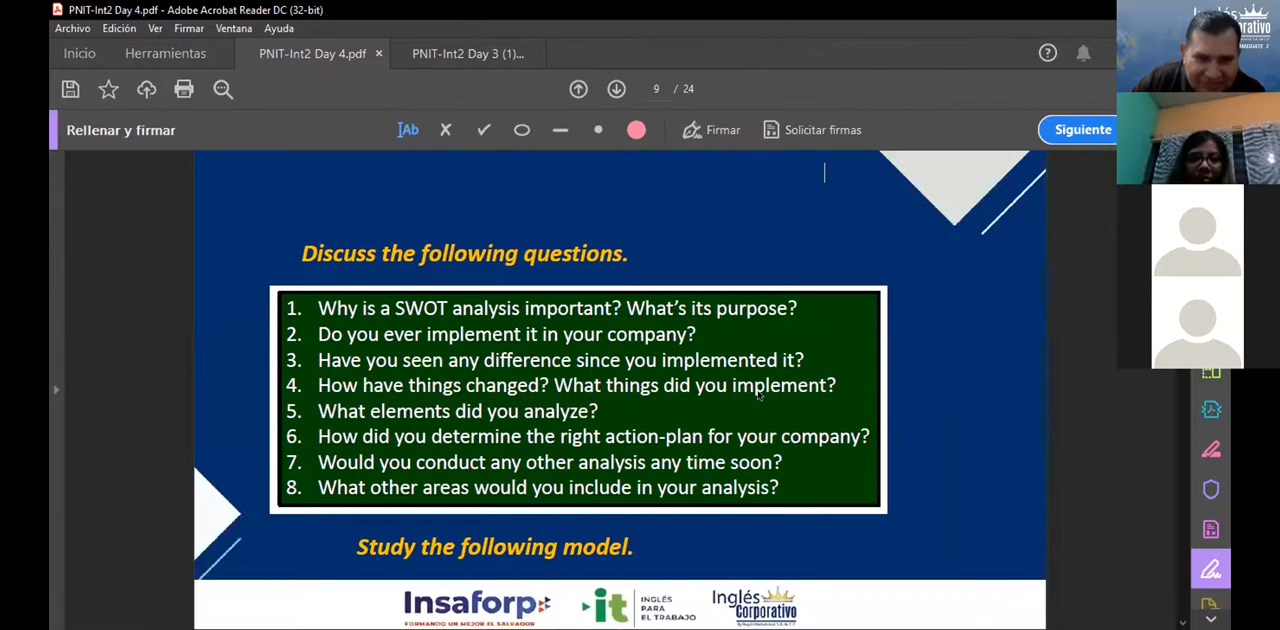 PNIT-Int2 Day 4.pdf - Adobe Acrobat Reader DC (32-bit)
Archivo Edición Ver Firmar Ventana Ayuda
Inicio Herramientas PNIT-Int2 Day 4.pdf × PNIT-Int2 Day 3 (1)...
9 / 24
Rellenar y firmar Ab Firmar Solicitar firmas Siguiente
Discuss the following questions.
1. Why is a SWOT analysis important? What's its purpose?
2. Do you ever implement it in your company?
3. Have you seen any difference since you implemented it?
4. How have things changed? What things did you implement?
5. What elements did you analyze?
6. How did you determine the right action-plan for your company?
7. Would you conduct any other analysis any time soon?
8. What other areas would you include in your analysis?
Study the following model.
Insaforp
FORMANDO UN MEJOR EL SALVADOR
it INGLÉS
PARA
EL TRABAJO
Inglés
Corporativo